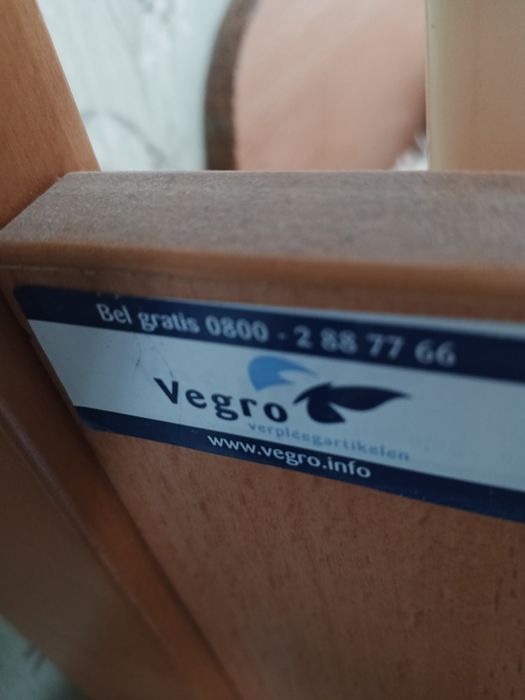 Bel gratis 0800 - 2 88 77 66
Vegro
verpleegartikelen
www.vegro.info